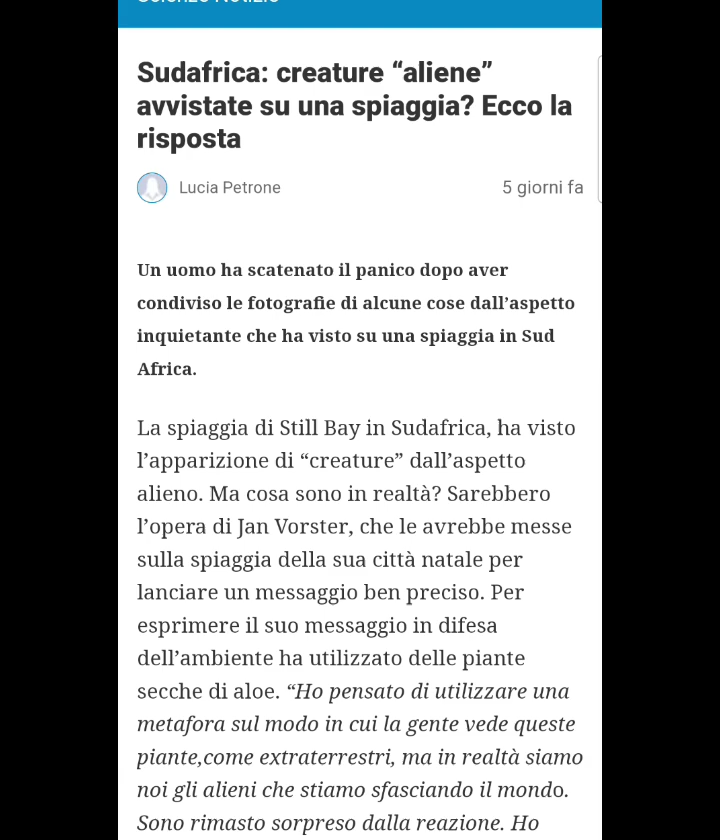 Sudafrica: creature “aliene”
avvistate su una spiaggia? Ecco la
risposta
Lucia Petrone
5 giorni fa
Un uomo ha scatenato il panico dopo aver
condiviso le fotografie di alcune cose dall’aspetto
inquietante che ha visto su una spiaggia in Sud
Africa.
La spiaggia di Still Bay in Sudafrica, ha visto
l’apparizione di “creature” dall’aspetto
alieno. Ma cosa sono in realtà? Sarebbero
l’opera di Jan Vorster, che le avrebbe messe
sulla spiaggia della sua città natale per
lanciare un messaggio ben preciso. Per
esprimere il suo messaggio in difesa
dell’ambiente ha utilizzato delle piante
secche di aloe. “Ho pensato di utilizzare una
metafora sul modo in cui la gente vede queste
piante,come extraterrestri, ma in realtà siamo
noi gli alieni che stiamo sfasciando il mondo.
Sono rimasto sorpreso dalla reazione. Ho